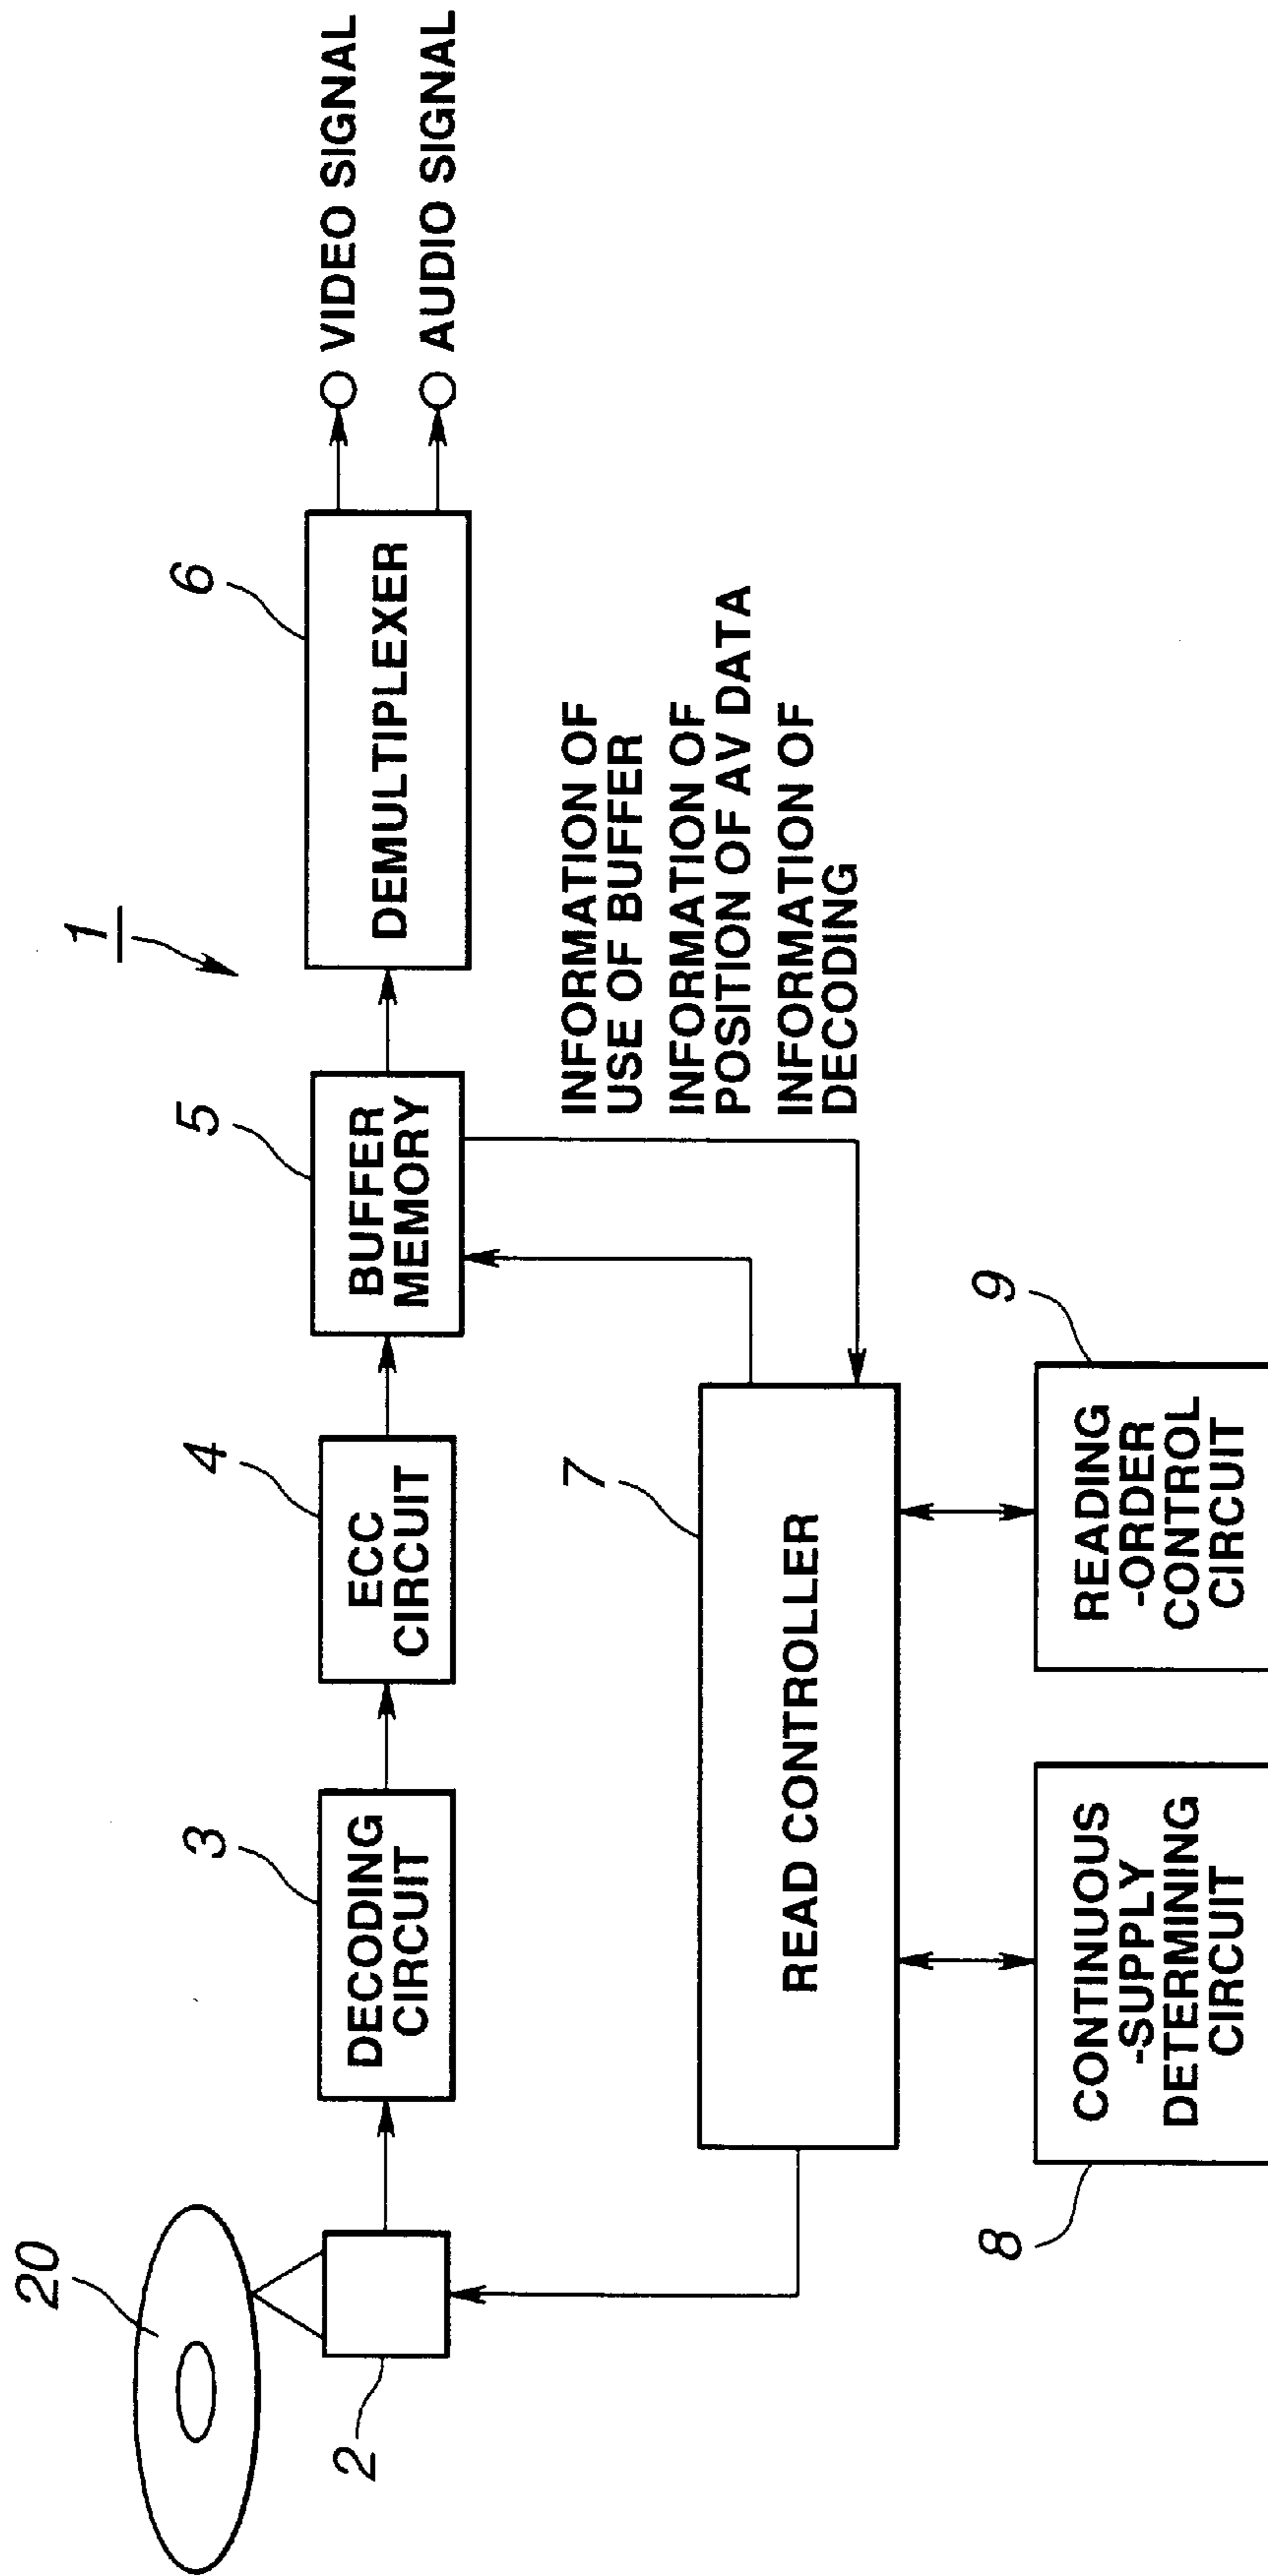 1
20
2
3
DECODING
CIRCUIT
4
ECC
CIRCUIT
5
BUFFER
MEMORY
6
DEMULTIPLEXER
VIDEO SIGNAL
AUDIO SIGNAL
INFORMATION OF
USE OF BUFFER
INFORMATION OF
POSITION OF AV DATA
INFORMATION OF
DECODING
7
READ CONTROLLER
8
CONTINUOUS
-SUPPLY
DETERMINING
CIRCUIT
9
READING
-ORDER
CONTROL
CIRCUIT